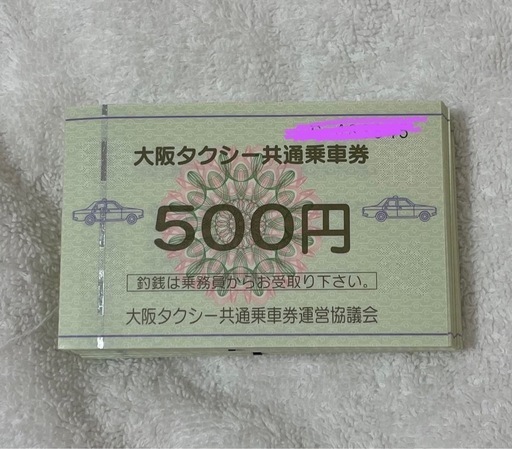 大阪タクシー共通乗車券
500円
釣銭は乗務員からお受取り下さい。
大阪タクシー共通乗車券運営協議会